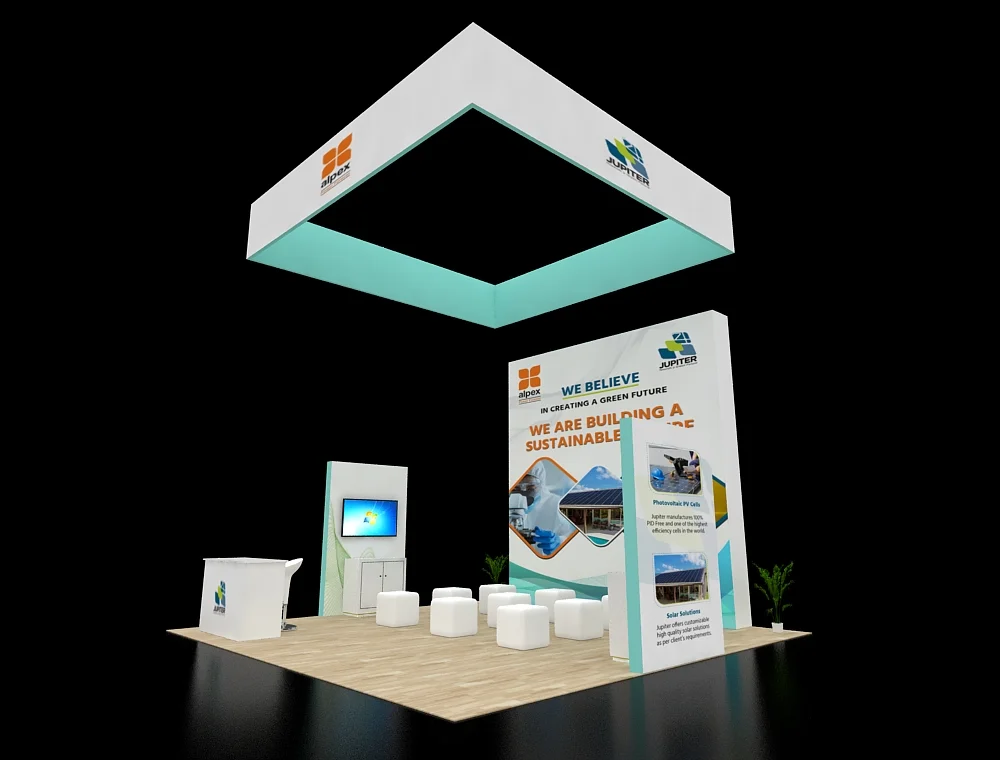 alpex
JUPITER
alpex
JUPITER
WE BELIEVE
IN CREATING A GREEN FUTURE
WE ARE BUILDING A
SUSTAINABLE
Photovoltaic PV Cells
Jupiter manufactures 100%
PID Free and one of the highest
efficiency cells in the world.
Solar Solutions
Jupiter offers customizable
high quality solar solutions
as per client's requirements.
JUPITER